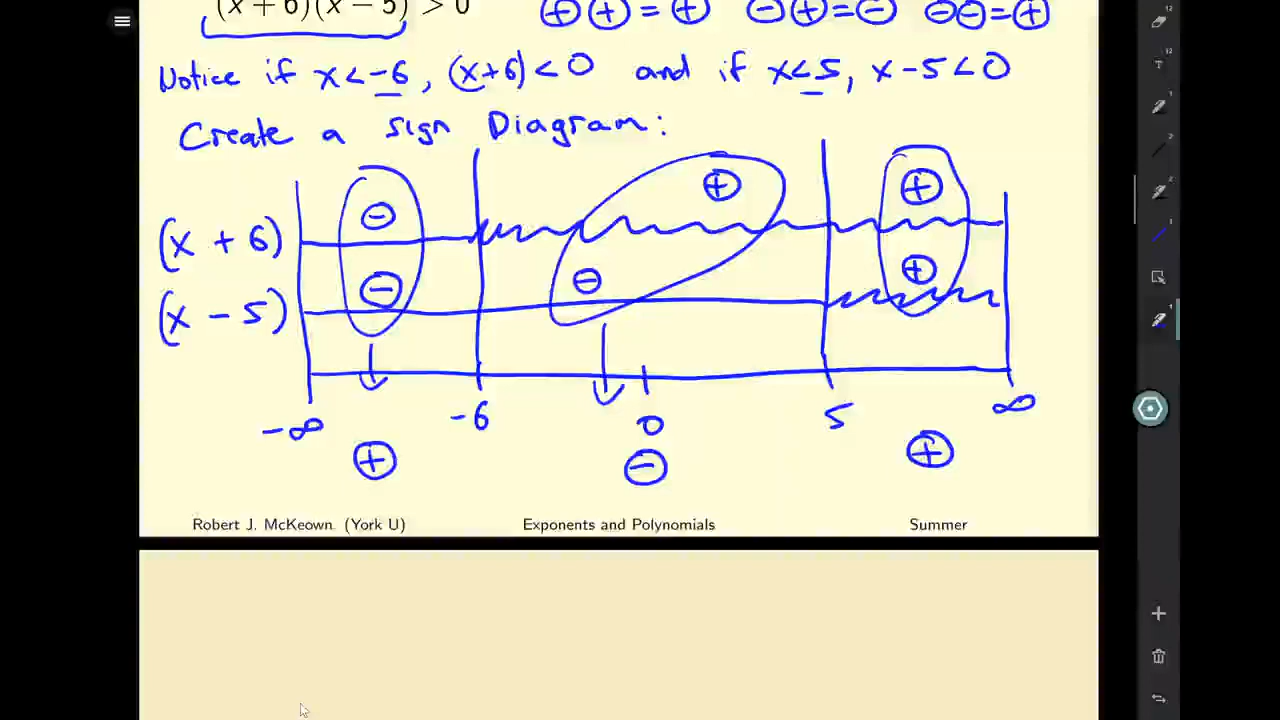 (x + 6)(x − 5) > 0 ⊕⊕=⊕ ⊖⊕=⊖ ⊖⊖=⊕
Notice if x<-6, (x+6)<0 and if x<5, x-5<0
Create a sign Diagram:
(x + 6) ⊖ ⊕ ⊕
(x - 5) ⊖ ⊖ ⊕
-∞ -6 0 5 ∞
⊕ ⊖ ⊕
Robert J. McKeown (York U) Exponents and Polynomials Summer